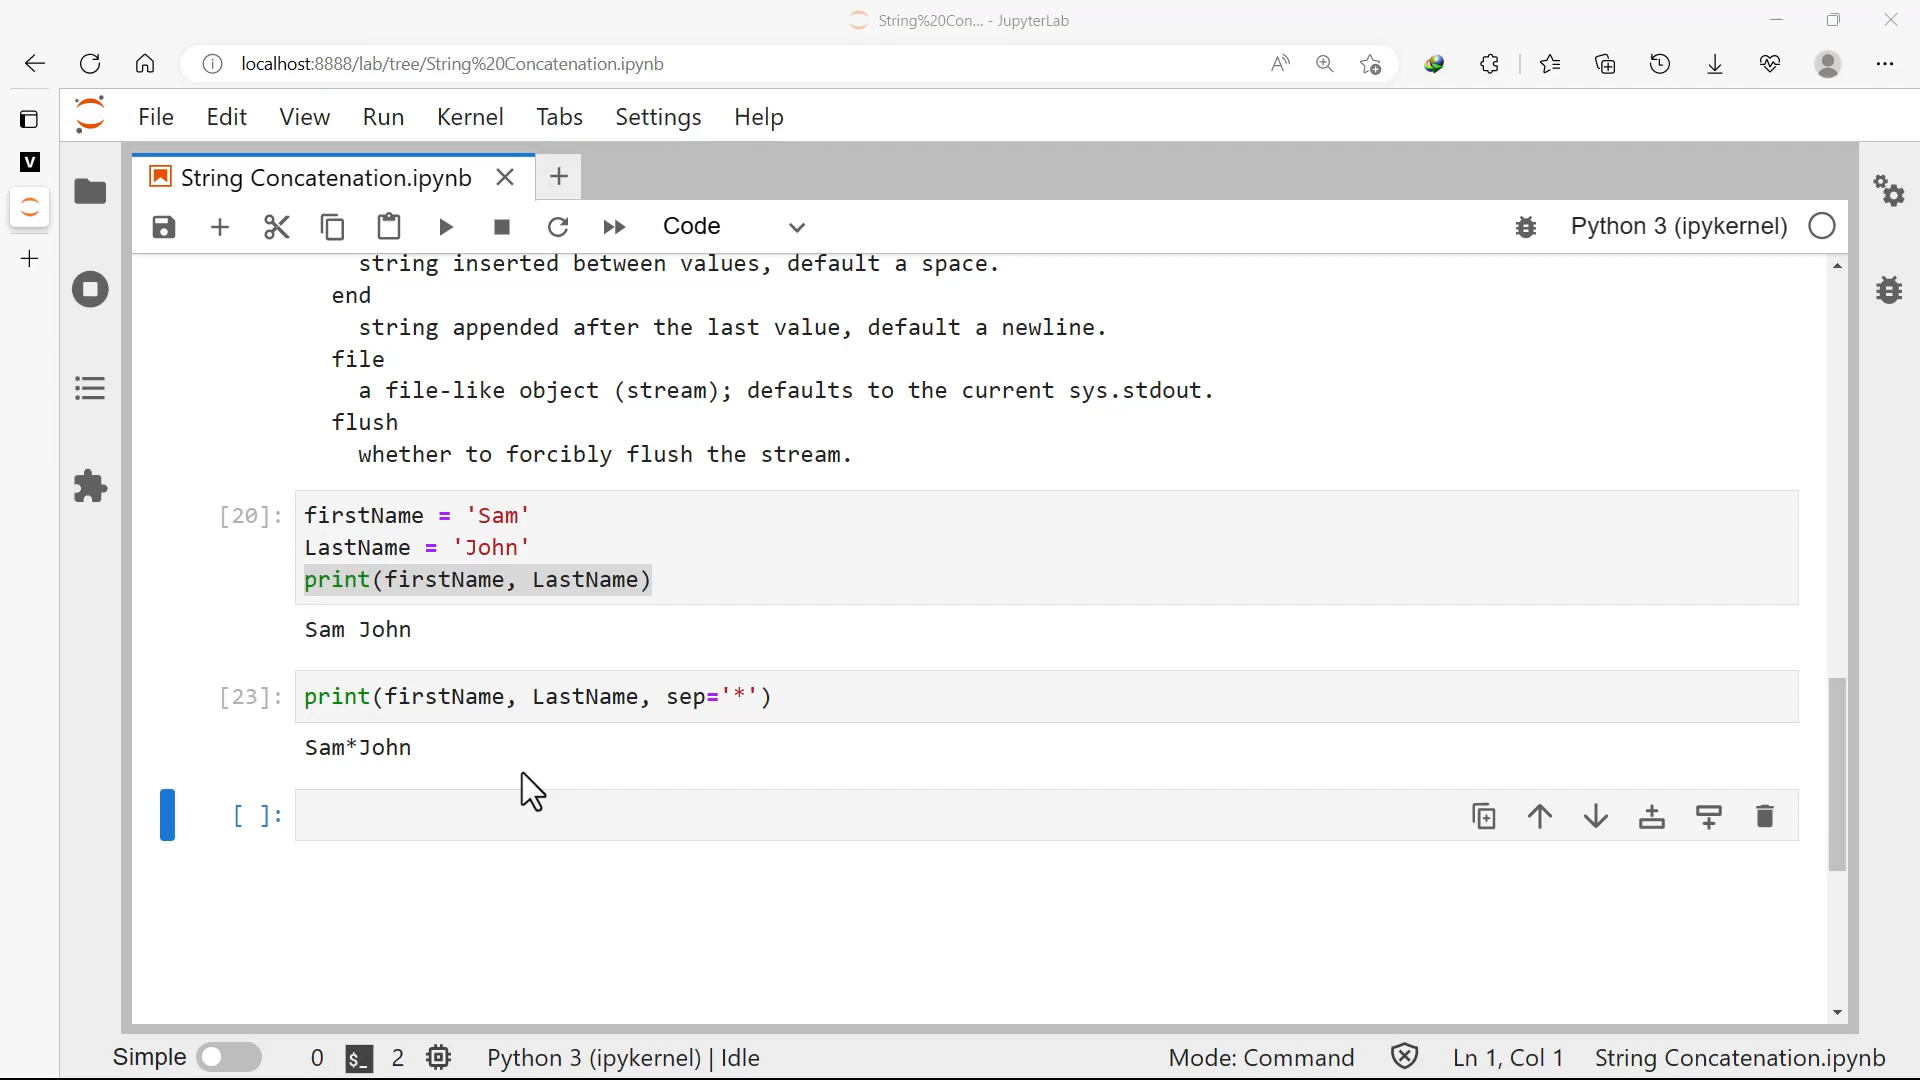 String%20Con... - JupyterLab
localhost:8888/lab/tree/String%20Concatenation.ipynb
File Edit View Run Kernel Tabs Settings Help
V
String Concatenation.ipynb
Code
Python 3 (ipykernel)
string inserted between values, default a space.
end
string appended after the last value, default a newline.
file
a file-like object (stream); defaults to the current sys.stdout.
flush
whether to forcibly flush the stream.
[20]: firstName = 'Sam'
LastName = 'John'
print(firstName, LastName)
Sam John
[23]: print(firstName, LastName, sep='*')
Sam*John
[ ]:
Simple 0 $_ 2 Python 3 (ipykernel) | Idle Mode: Command Ln 1, Col 1 String Concatenation.ipynb